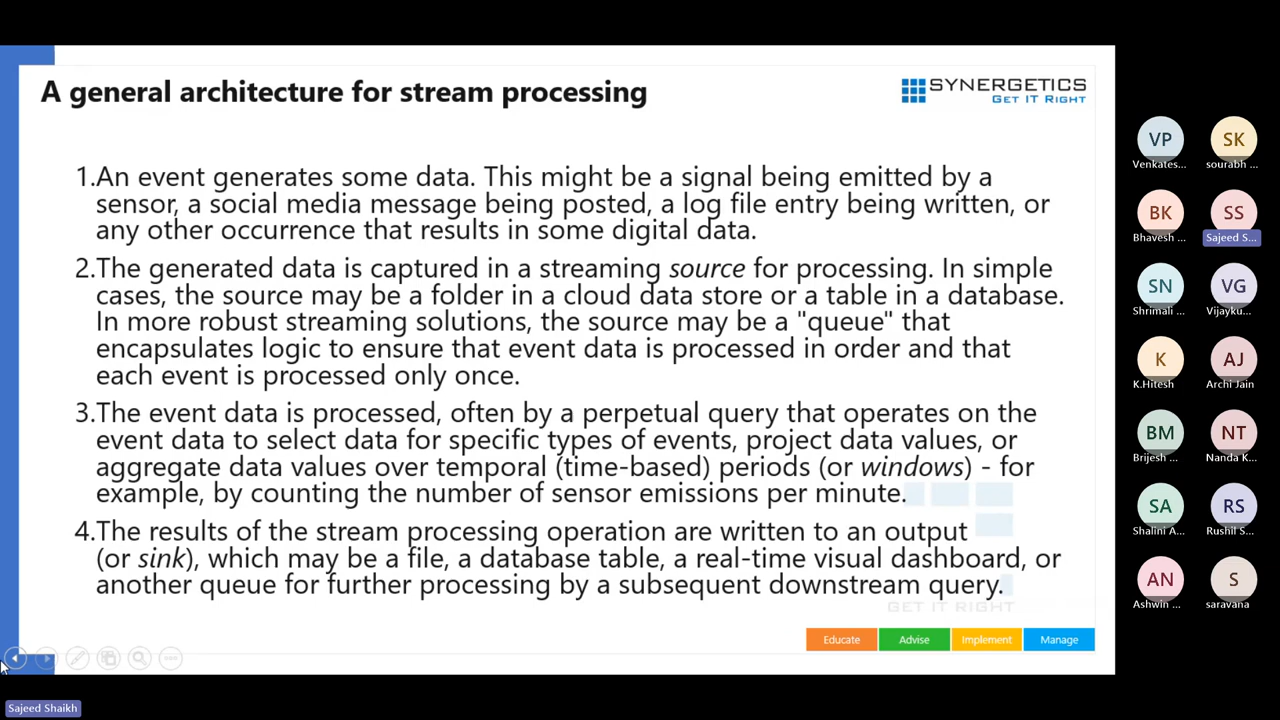 A general architecture for stream processing
SYNERGETICS
GET IT RIGHT
1.An event generates some data. This might be a signal being emitted by a
sensor, a social media message being posted, a log file entry being written, or
any other occurrence that results in some digital data.
2.The generated data is captured in a streaming source for processing. In simple
cases, the source may be a folder in a cloud data store or a table in a database.
In more robust streaming solutions, the source may be a "queue" that
encapsulates logic to ensure that event data is processed in order and that
each event is processed only once.
3.The event data is processed, often by a perpetual query that operates on the
event data to select data for specific types of events, project data values, or
aggregate data values over temporal (time-based) periods (or windows) - for
example, by counting the number of sensor emissions per minute.
4.The results of the stream processing operation are written to an output
(or sink), which may be a file, a database table, a real-time visual dashboard, or
another queue for further processing by a subsequent downstream query.
GET IT RIGHT
Educate Advise Implement Manage
VP SK
Venkates... sourabh ...
BK SS
Bhavesh ... Sajeed S...
SN VG
Shrimali ... Vijayku...
K AJ
K.Hitesh Archi Jain
BM NT
Brijesh ... Nanda K...
SA RS
Shalini A... Rushil S...
AN S
Ashwin ... saravana
Sajeed Shaikh